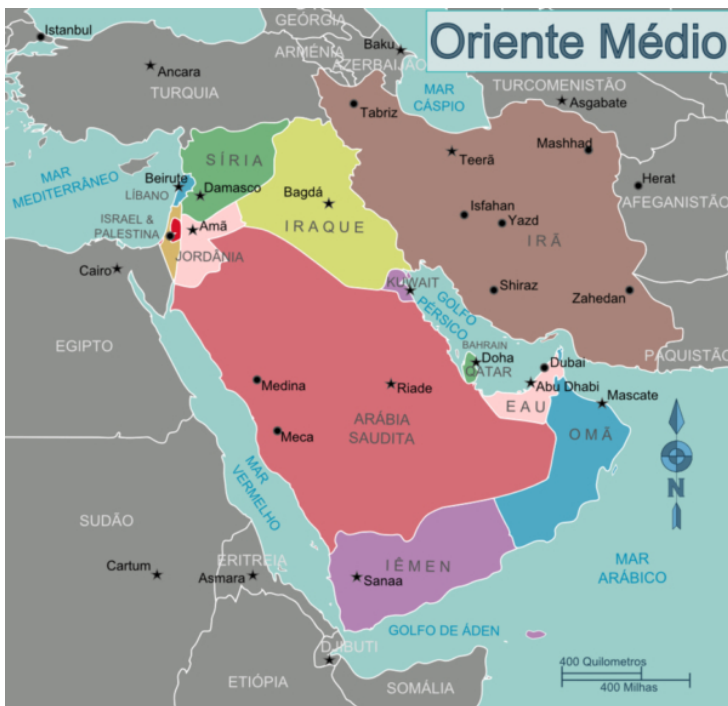 Oriente Médio
GEÓRGIA
Istanbul
ARMÉNIA
Baku
AZERBAIJÃO
Ancara
TURQUIA
MAR
CÁSPIO
TURCOMENISTÃO
Asgabate
Tabriz
Teerã
Mashhad
MAR
MEDITERRÂNEO
SÍRIA
Beirute
LÍBANO
Damasco
Bagdá
IRAQUE
Herat
AFEGANISTÃO
Isfahan
Yazd
IRÃ
ISRAEL &
PALESTINA
Amã
JORDÂNIA
Cairo
KUWAIT
GOLFO
PÉRSICO
Shiraz
Zahedan
EGIPTO
BAHRAIN
Doha
QATAR
Dubai
PAQUISTÃO
Abu Dhabi
EAU
Mascate
Medina
Riade
ARÁBIA
SAUDITA
OMÃ
Meca
MAR
VERMELHO
N
SUDÃO
ERITREIA
Cartum
Asmara
IÊMEN
Sanaa
MAR
ARÁBICO
GOLFO DE ÁDEN
DJIBUTI
ETIÓPIA
SOMÁLIA
400 Quilometros
400 Milhas